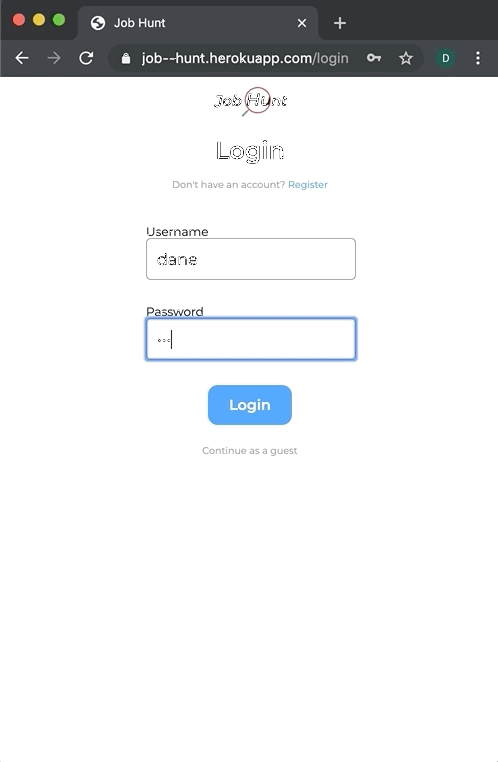 Job Hunt
job--hunt.herokuapp.com/login
D
Job Hunt
Login
Don't have an account? Register
Username
dane
Password
Login
Continue as a guest